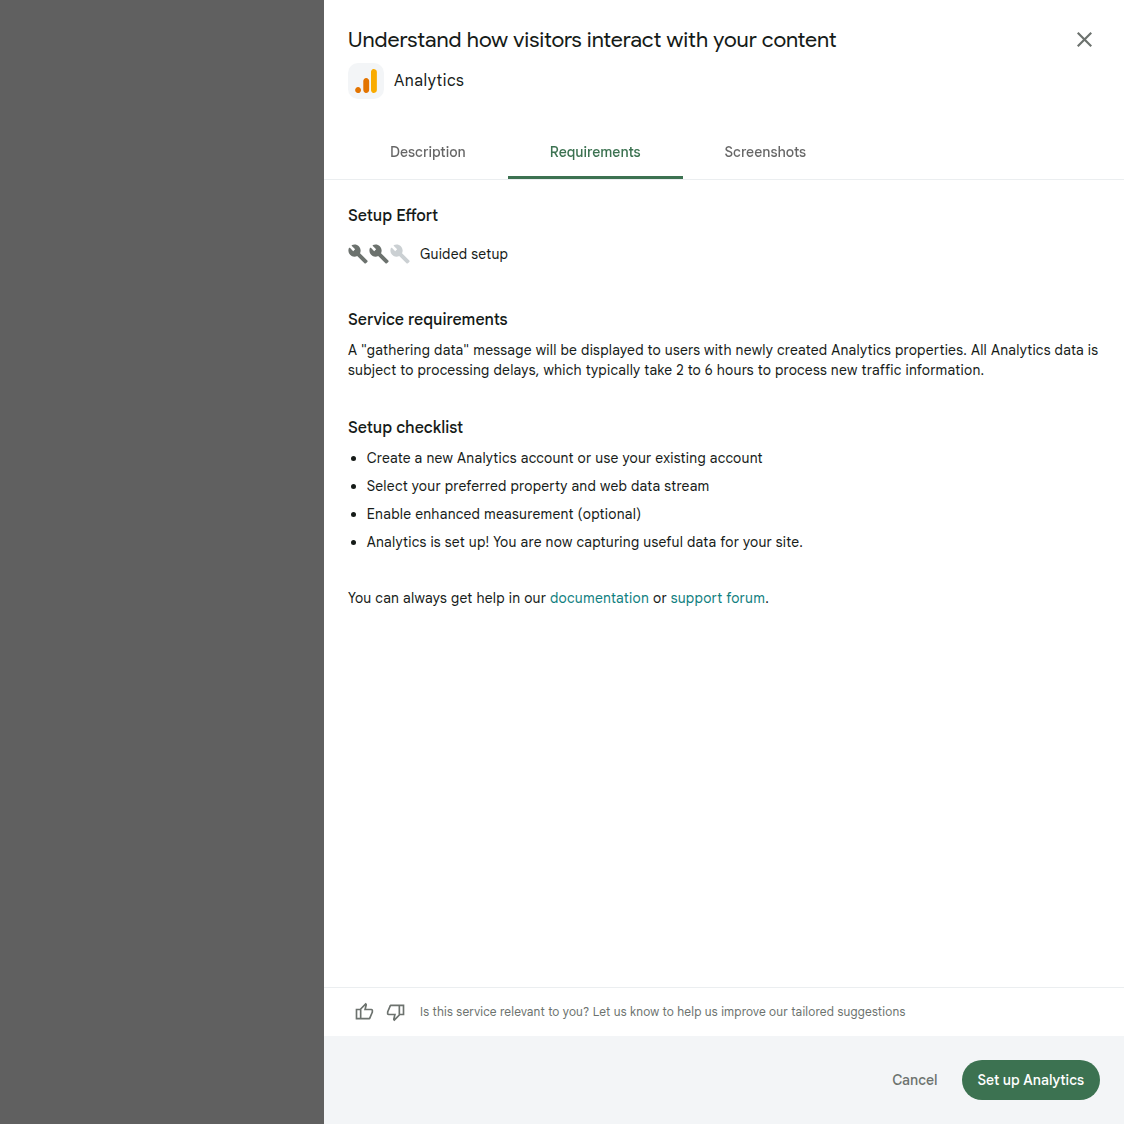 Understand how visitors interact with your content
Analytics
Description
Requirements
Screenshots
Setup Effort
Guided setup
Service requirements
A "gathering data" message will be displayed to users with newly created Analytics properties. All Analytics data is
subject to processing delays, which typically take 2 to 6 hours to process new traffic information.
Setup checklist
Create a new Analytics account or use your existing account
Select your preferred property and web data stream
Enable enhanced measurement (optional)
Analytics is set up! You are now capturing useful data for your site.
You can always get help in our documentation or support forum.
Is this service relevant to you? Let us know to help us improve our tailored suggestions
Cancel
Set up Analytics